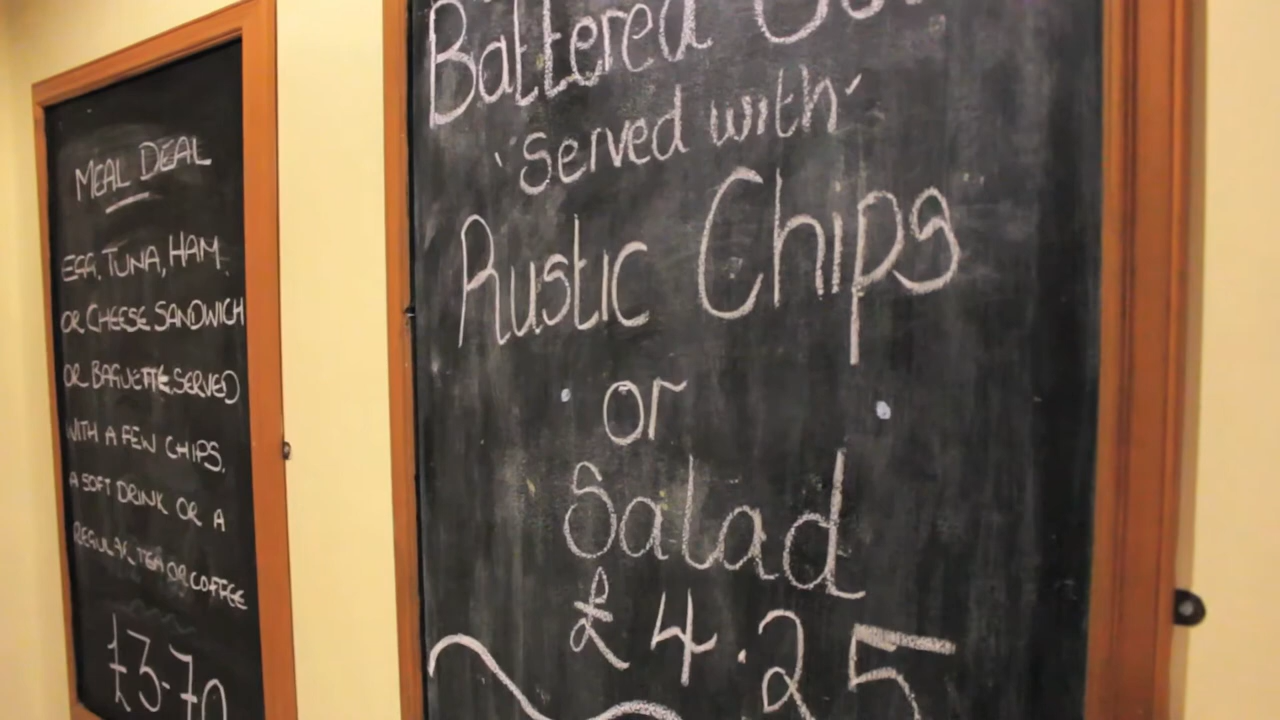 MEAL DEAL
EGG, TUNA, HAM
OR CHEESE SANDWICH
OR BAGUETTE SERVED
WITH A FEW CHIPS,
A SOFT DRINK OR A
REGULAR TEA OR COFFEE
£3-70
Battered
Served with
Rustic Chips
or
Salad
£4.25